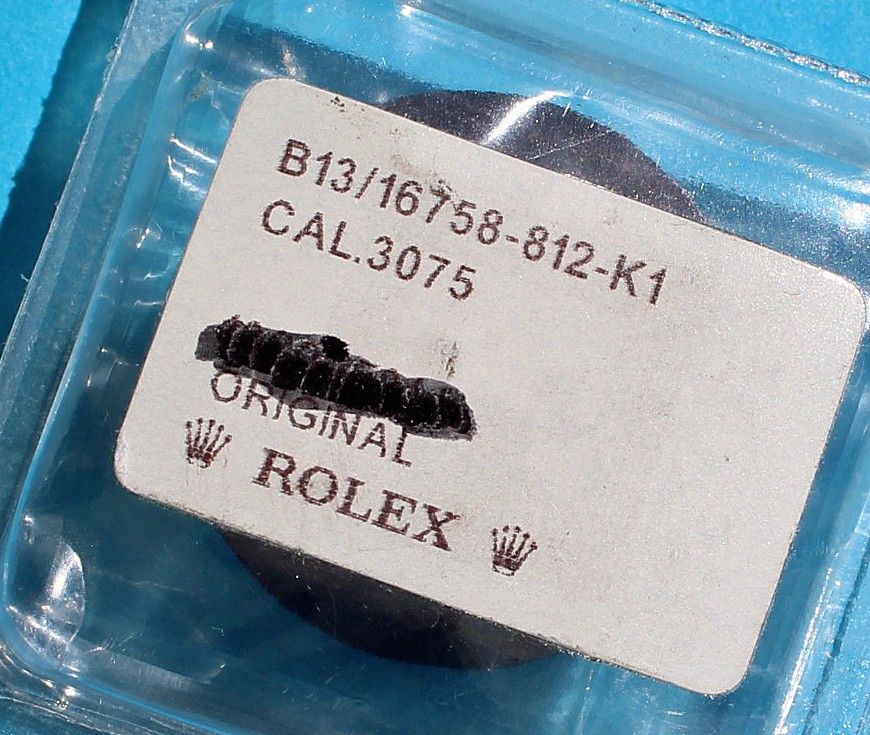 B13/16758-812-K1
CAL.3075
ORIGINAL
ROLEX